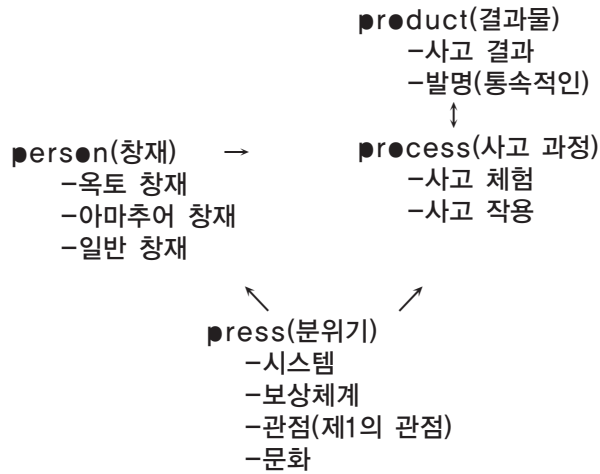 product(결과물)
-사고 결과
-발명(통속적인)
person(창재)
-옥토 창재
-아마추어 창재
-일반 창재
process(사고 과정)
-사고 체험
-사고 작용
press(분위기)
-시스템
-보상체계
-관점(제1의 관점)
-문화